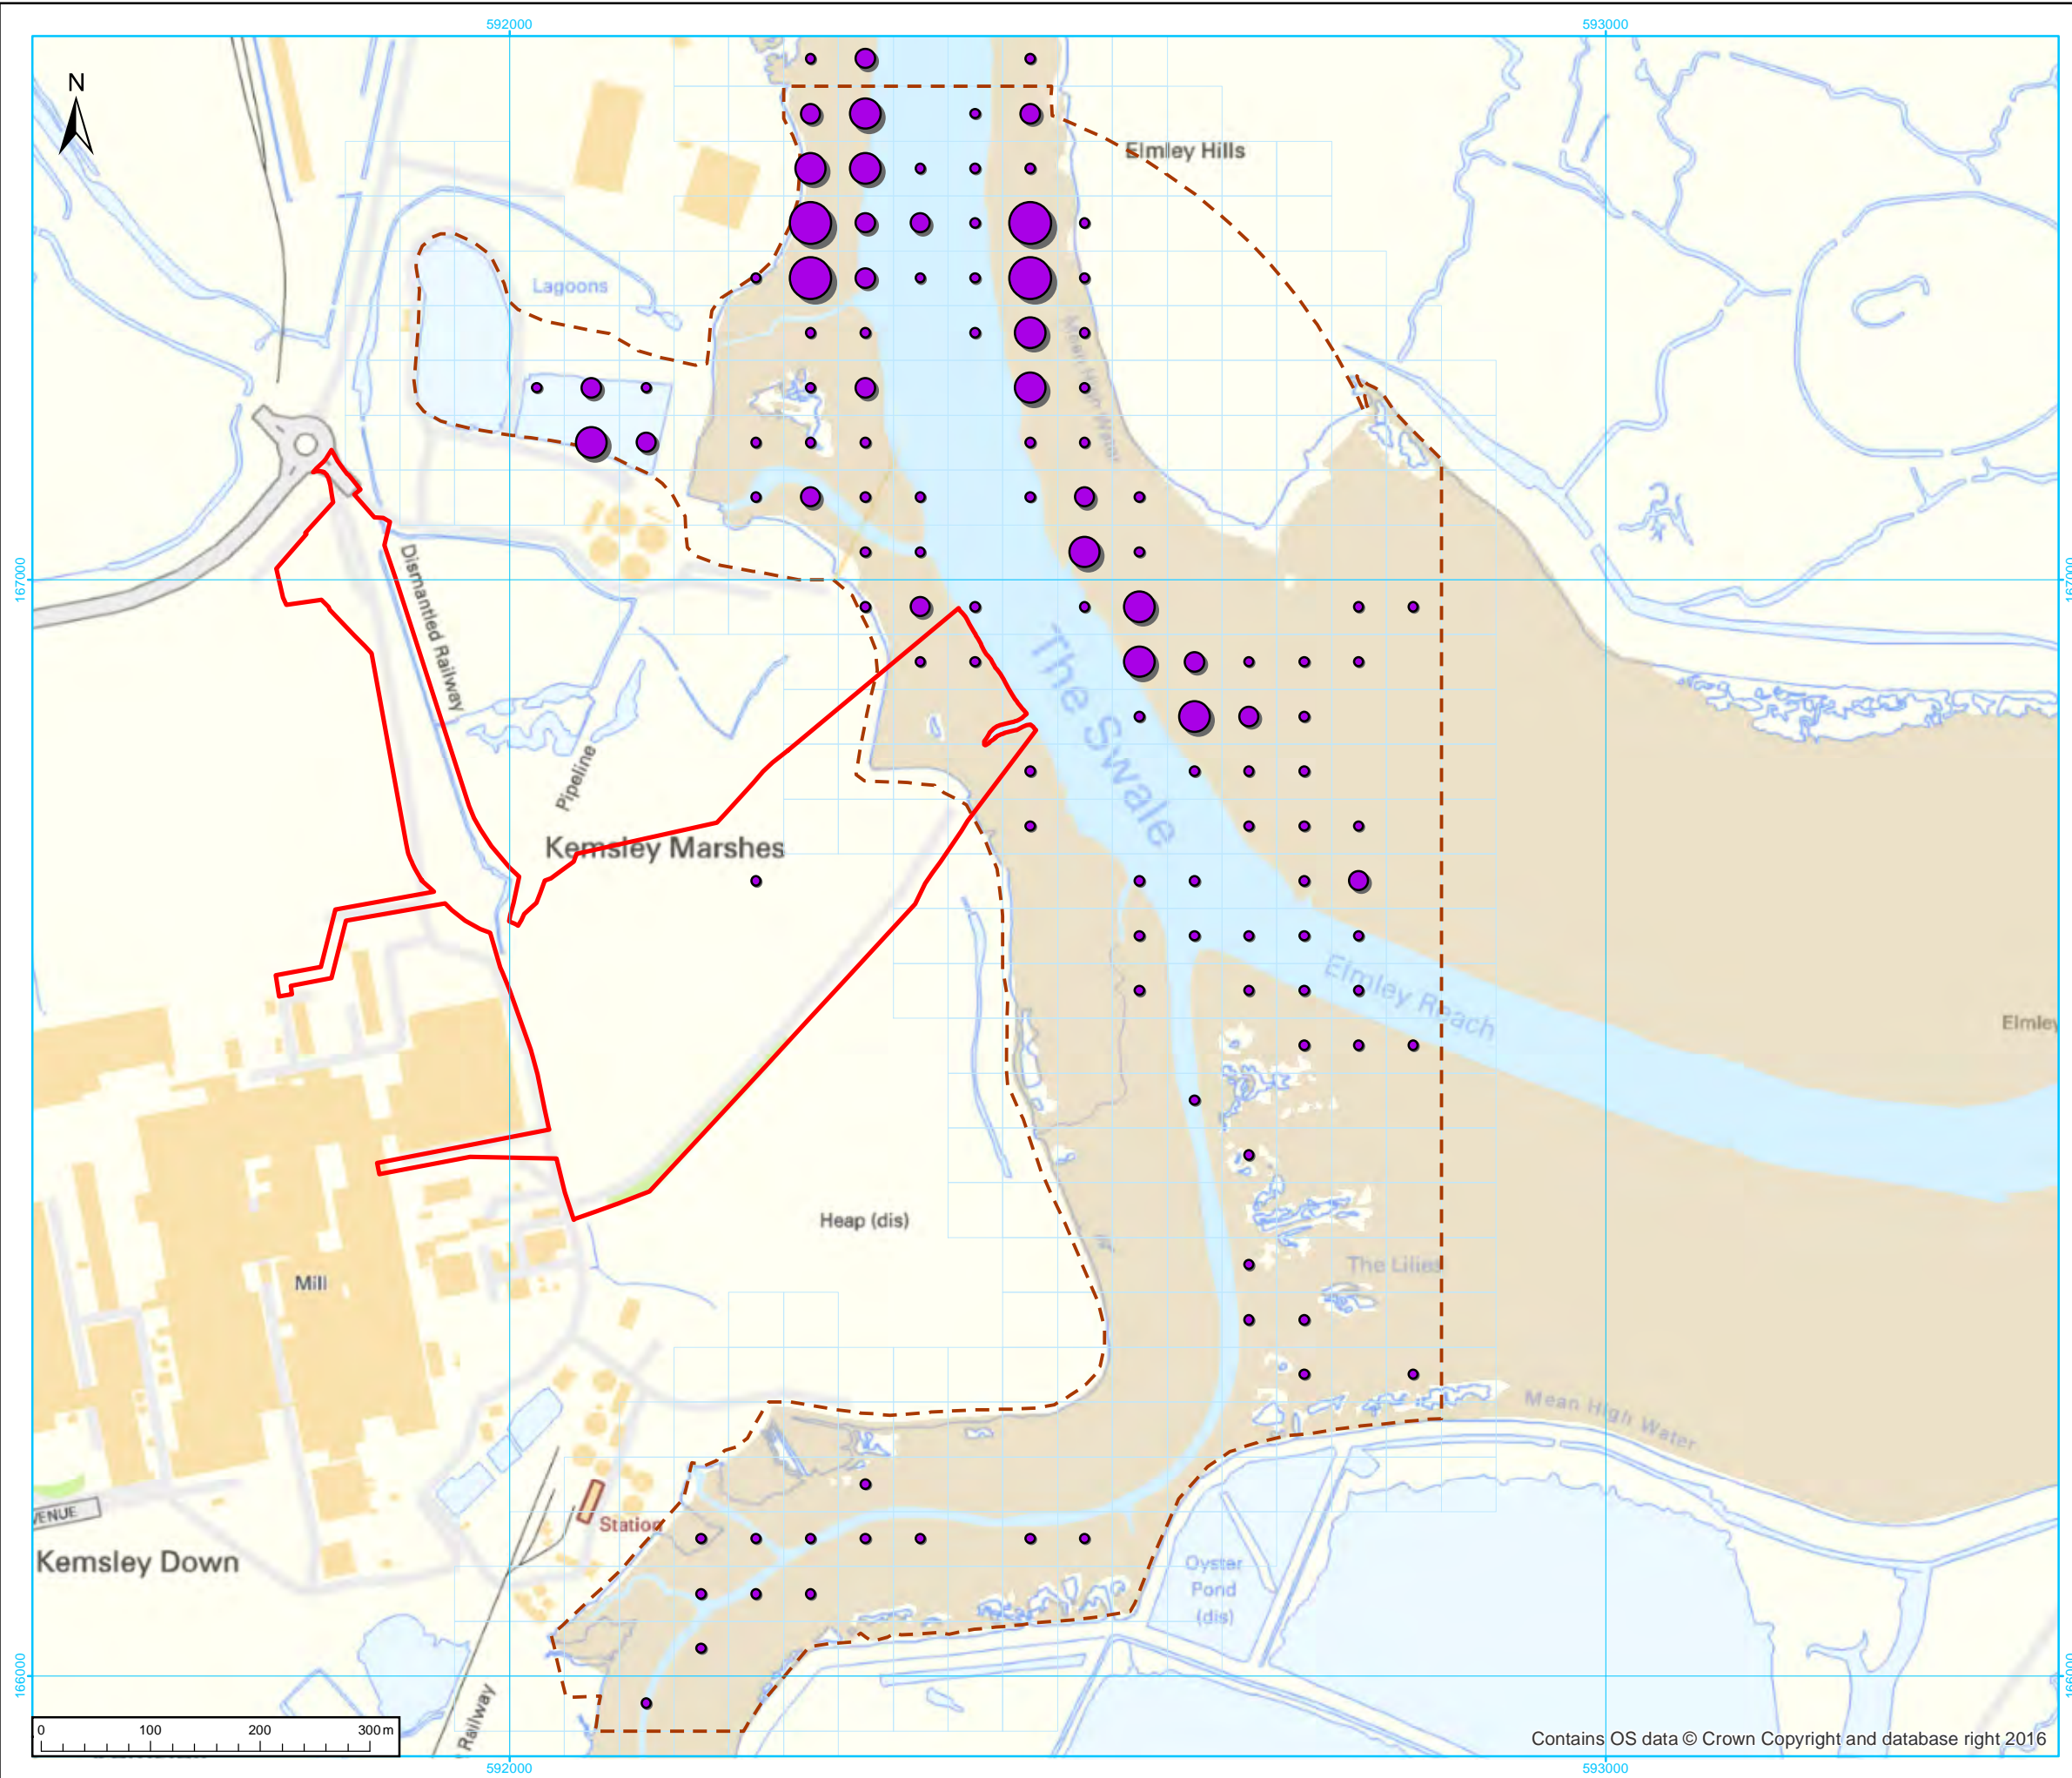 592000
593000
N
Elmley Hills
Lagoons
Mean High Water
167000
167000
Dismantled Railway
The Swale
Pipeline
Kemsley Marshes
Elmley Reach
Elmley
Heap (dis)
The Lilies
Mill
Mean High Water
VENUE
Station
Kemsley Down
Oyster
Pond
(dis)
166000
166000
Railway
0 100 200 300m
Contains OS data © Crown Copyright and database right 2016
592000
593000